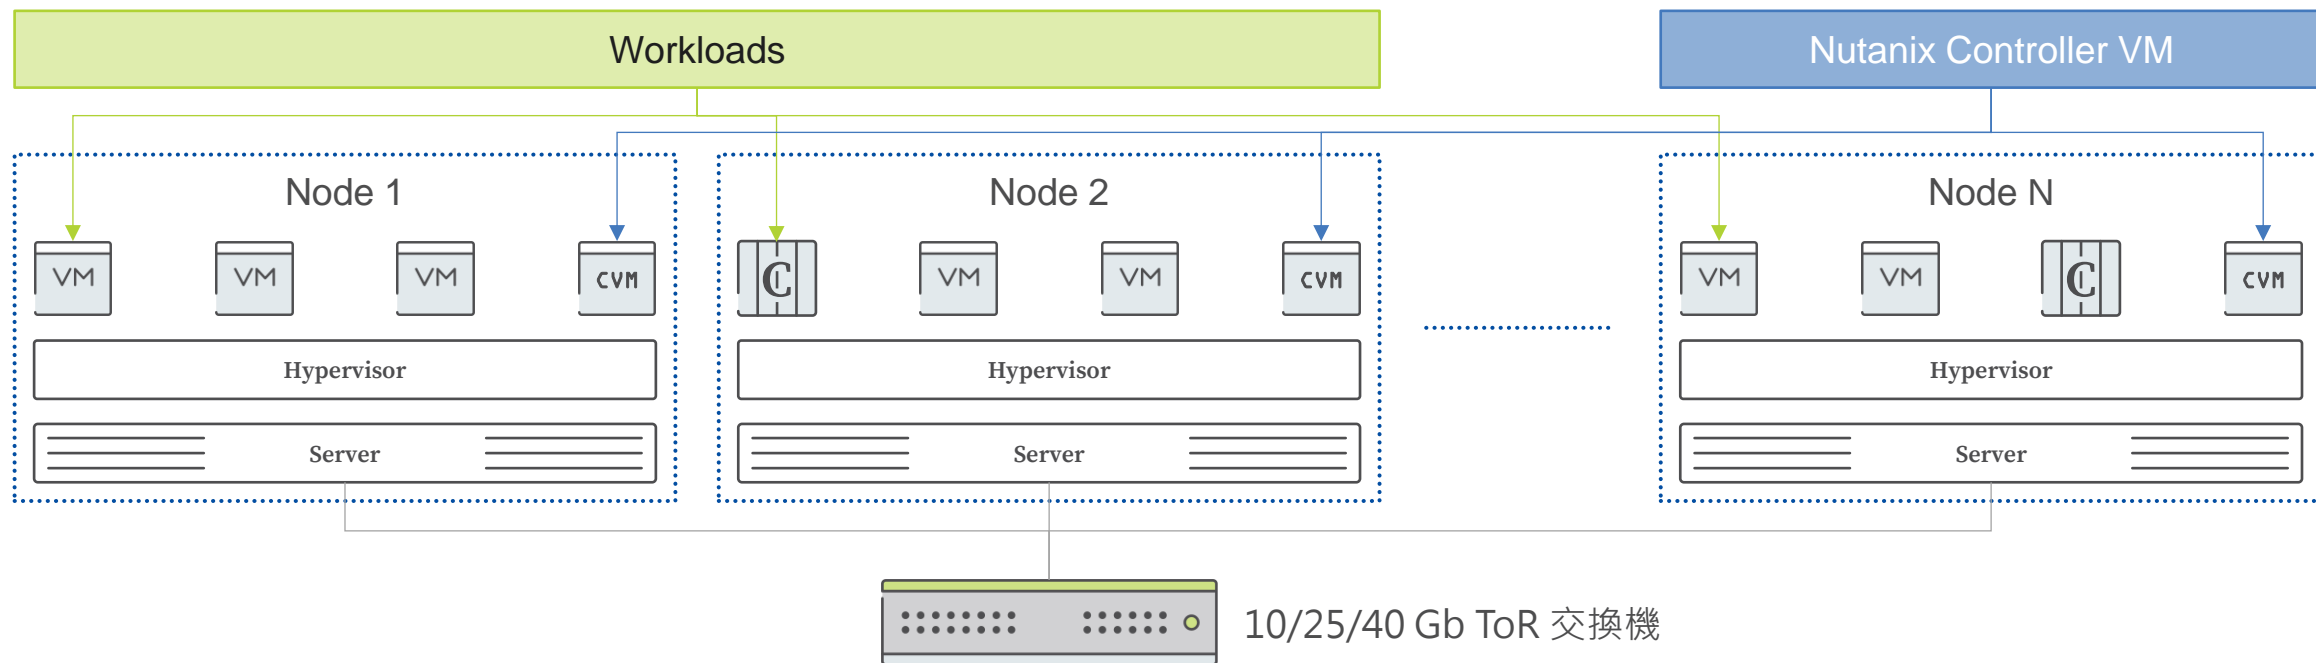 Workloads
Nutanix Controller VM
Node 1
Node 2
Node N
VM VM VM CVM
C VM VM CVM
VM VM C CVM
Hypervisor
Hypervisor
Hypervisor
Server
Server
Server
10/25/40 Gb ToR 交換機